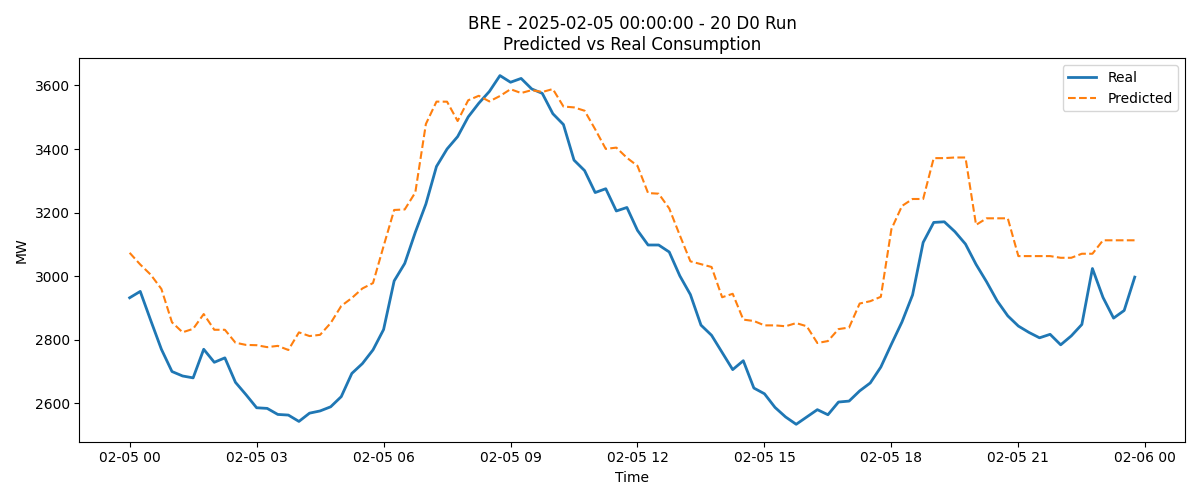 BRE - 2025-02-05 00:00:00 - 20 D0 Run
Predicted vs Real Consumption
Real
Predicted
MW
3600
3400
3200
3000
2800
2600
02-05 00
02-05 03
02-05 06
02-05 09
02-05 12
02-05 15
02-05 18
02-05 21
02-06 00
Time